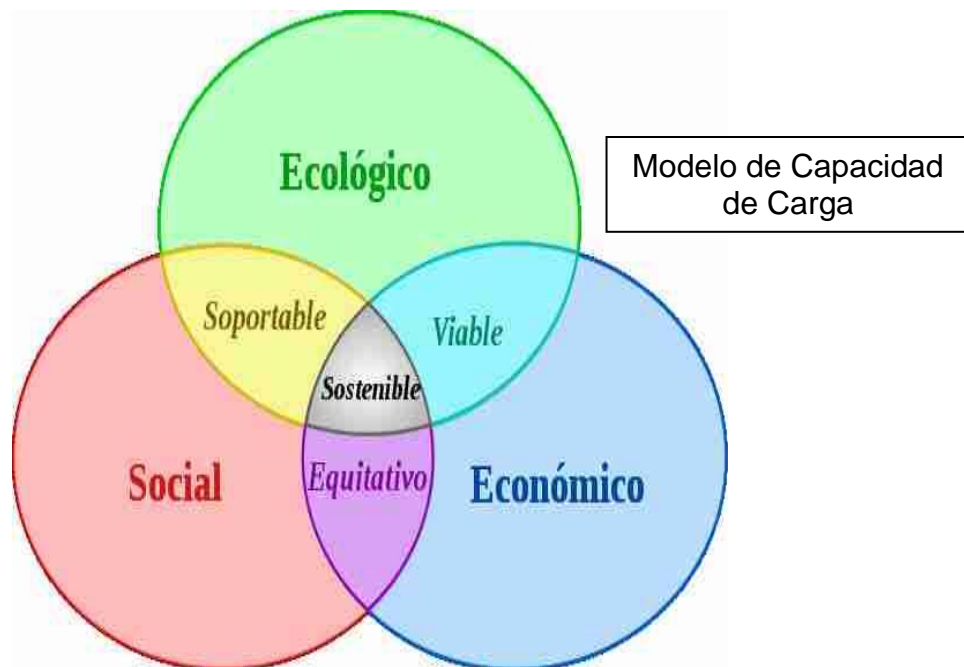 Ecológico
Modelo de Capacidad
de Carga
Soportable
Viable
Sostenible
Social
Equitativo
Económico